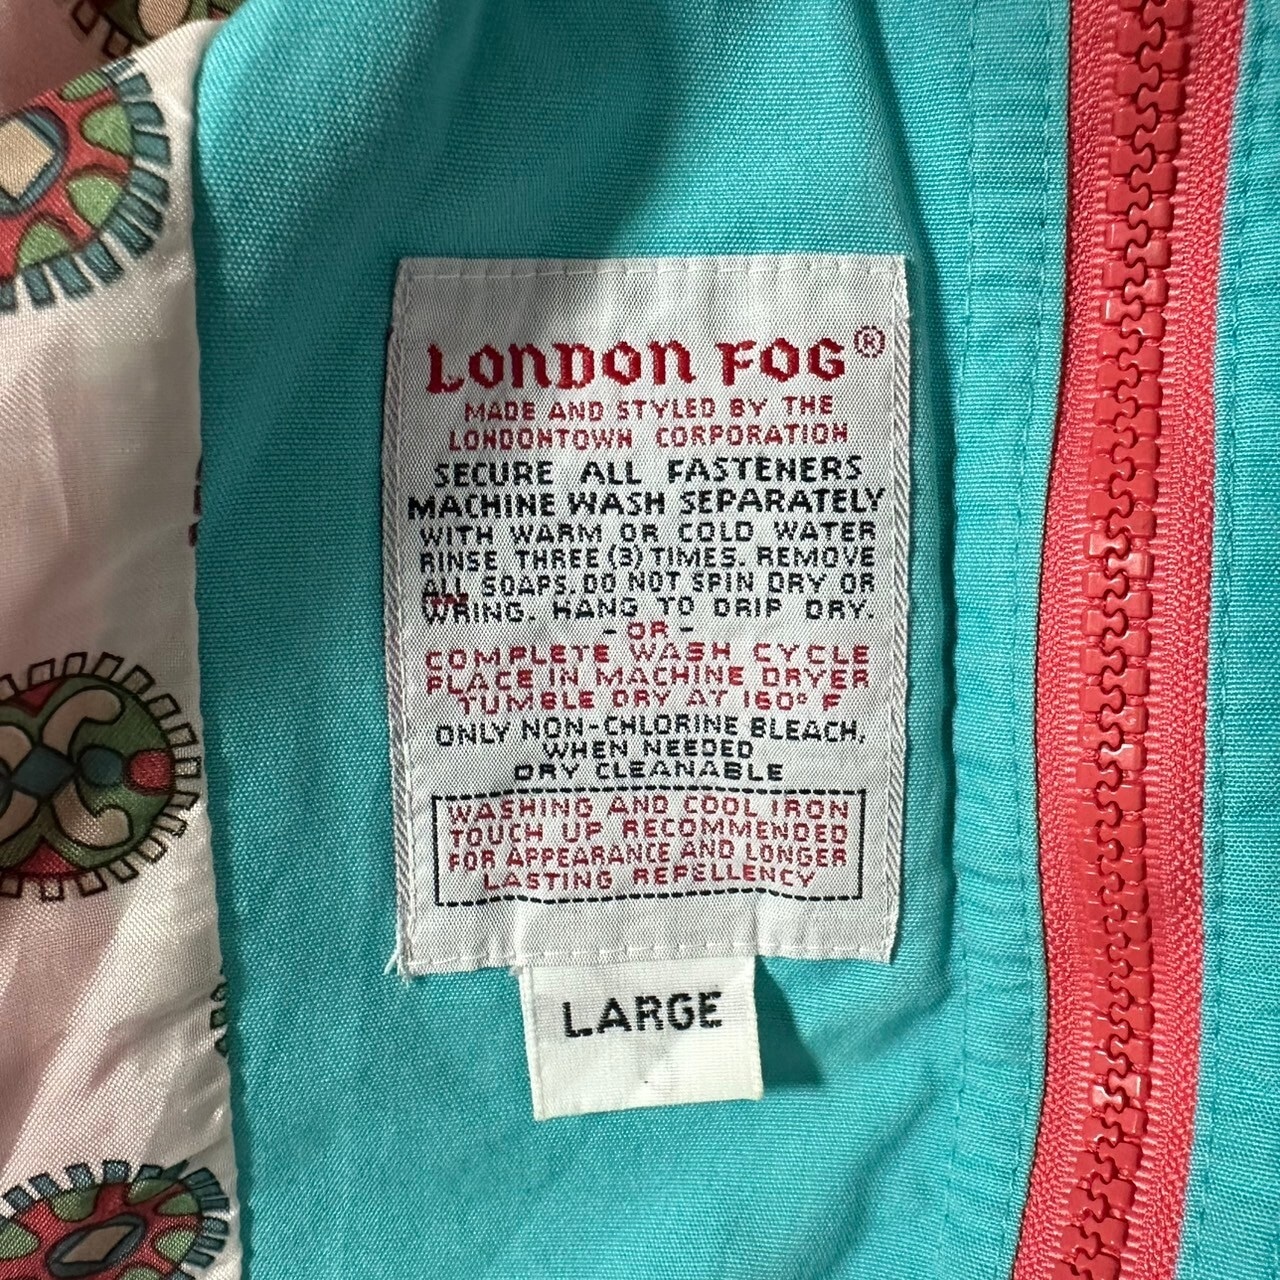 LONDON FOG®
MADE AND STYLED BY THE
LONDONTOWN CORPORATION
SECURE ALL FASTENERS
MACHINE WASH SEPARATELY
WITH WARM OR COLD WATER
RINSE THREE (3) TIMES. REMOVE
ALL SOAPS. DO NOT SPIN DRY OR
WRING. HANG TO DRIP DRY.
- OR -
COMPLETE WASH CYCLE
PLACE IN MACHINE DRYER
TUMBLE DRY AT 160° F
ONLY NON-CHLORINE BLEACH,
WHEN NEEDED
DRY CLEANABLE
WASHING AND COOL IRON
TOUCH UP RECOMMENDED
FOR APPEARANCE AND LONGER
LASTING REPELLENCY
LARGE